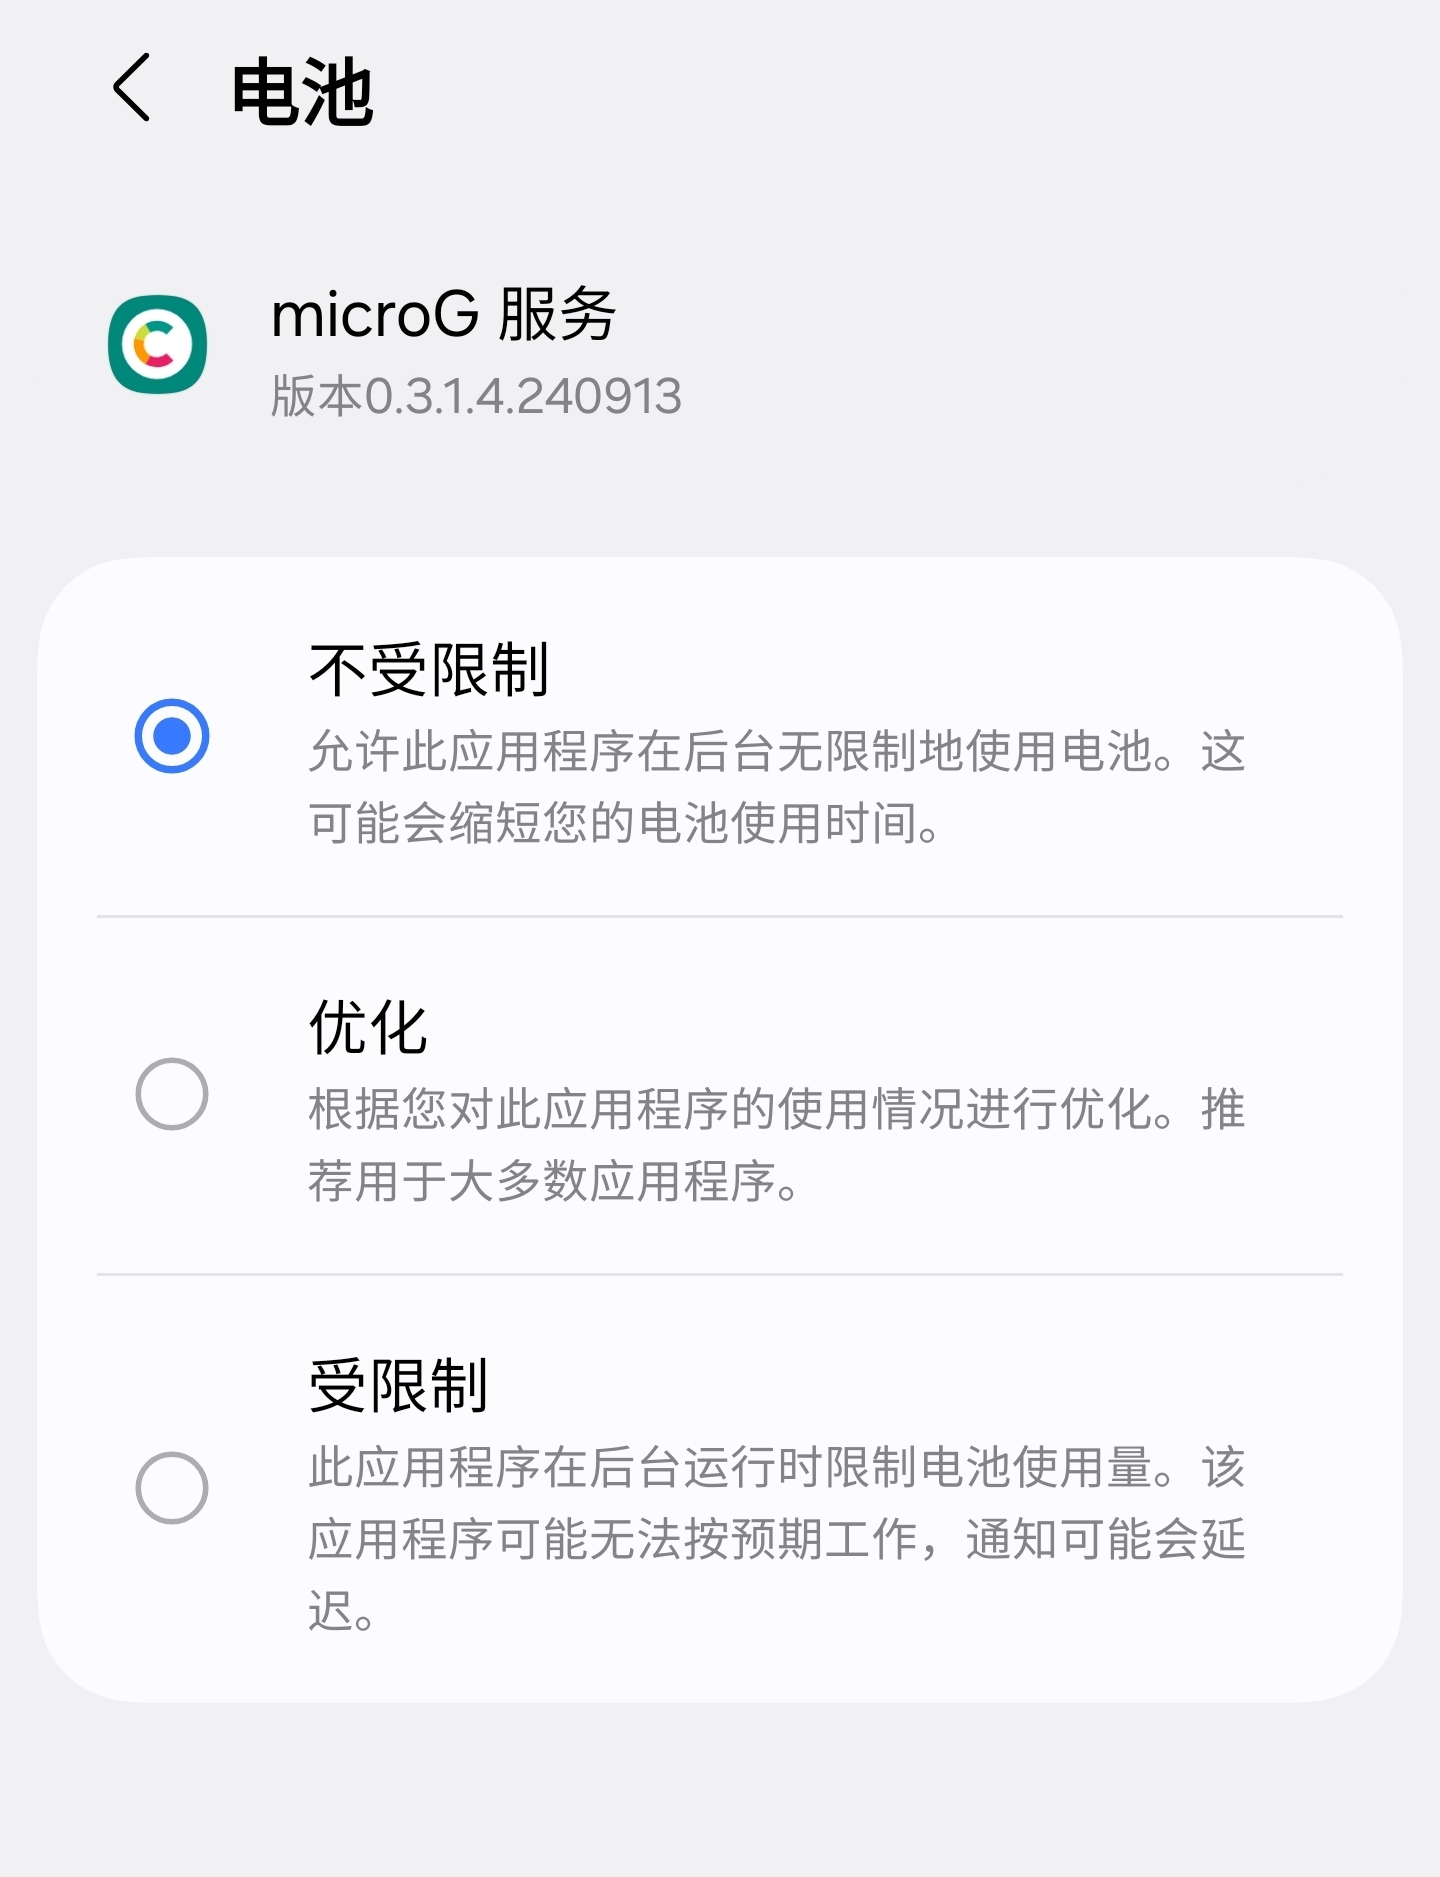 电池
microG 服务
版本0.3.1.4.240913
不受限制
允许此应用程序在后台无限制地使用电池。这
可能会缩短您的电池使用时间。
优化
根据您对此应用程序的使用情况进行优化。推
荐用于大多数应用程序。
受限制
此应用程序在后台运行时限制电池使用量。该
应用程序可能无法按预期工作，通知可能会延
迟。